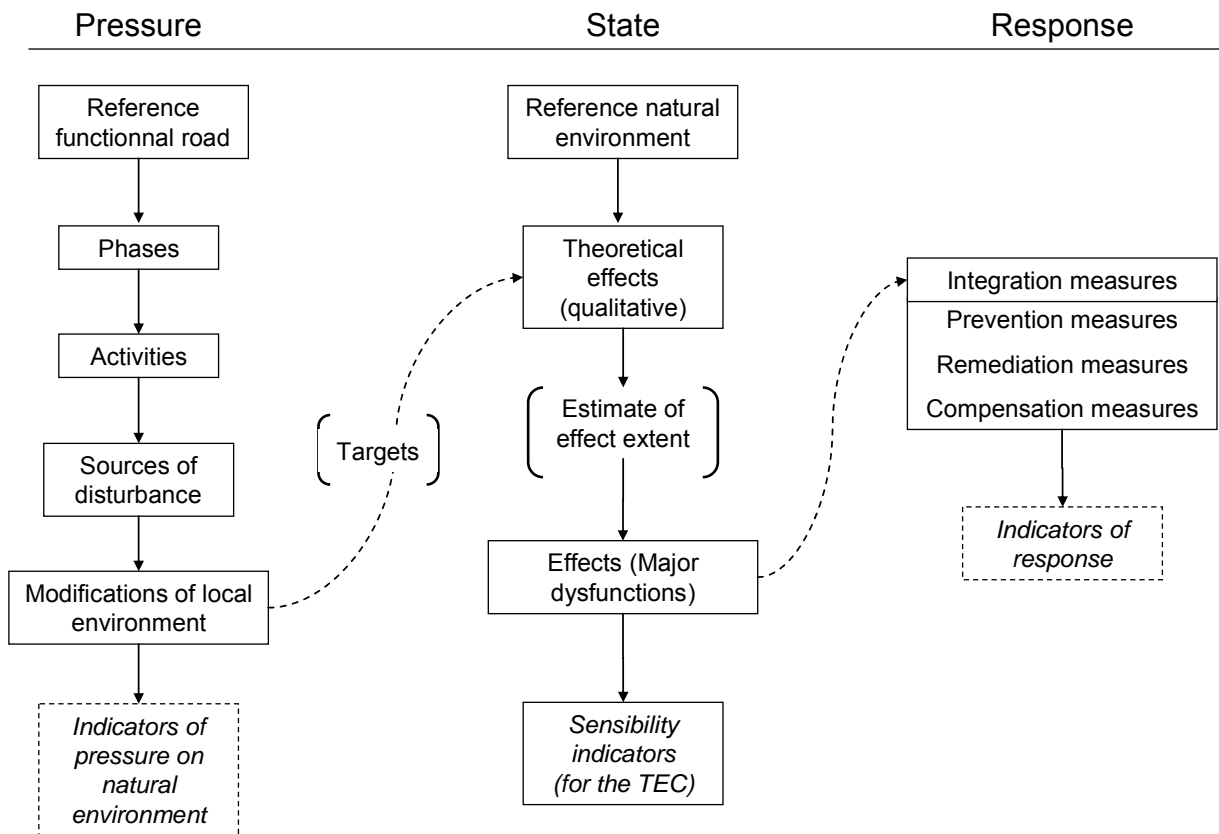 Pressure
State
Response
Reference
functionnal road
Phases
Activities
Sources of
disturbance
Modifications of local
environment
Indicators of
pressure on
natural
environment
Targets
Reference natural
environment
Theoretical
effects
(qualitative)
Estimate of
effect extent
Effects (Major
dysfunctions)
Sensibility
indicators
(for the TEC)
Integration measures
Prevention measures
Remediation measures
Compensation measures
Indicators of
response